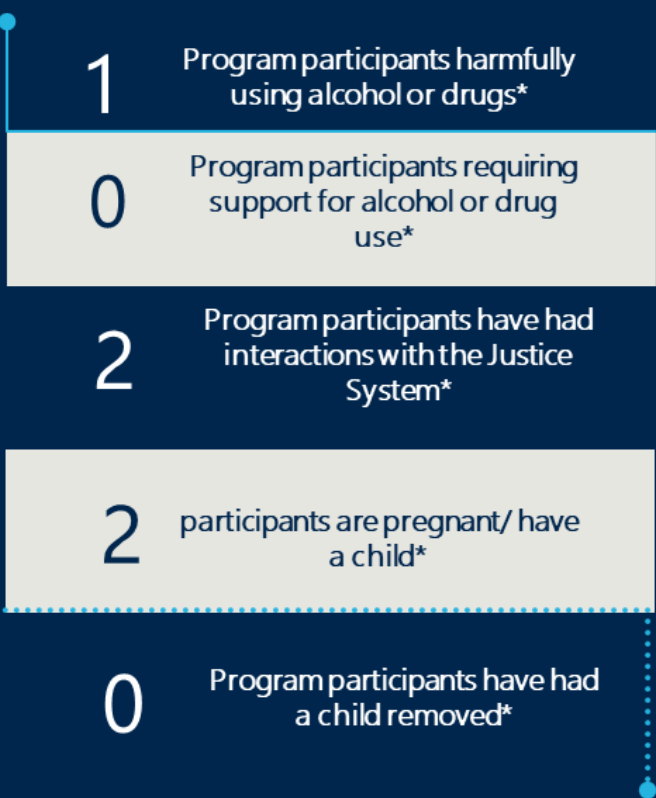 1
Program participants harmfully
using alcohol or drugs*
0
Program participants requiring
support for alcohol or drug
use*
2
Program participants have had
interactions with the Justice
System*
2
participants are pregnant/ have
a child*
0
Program participants have had
a child removed*